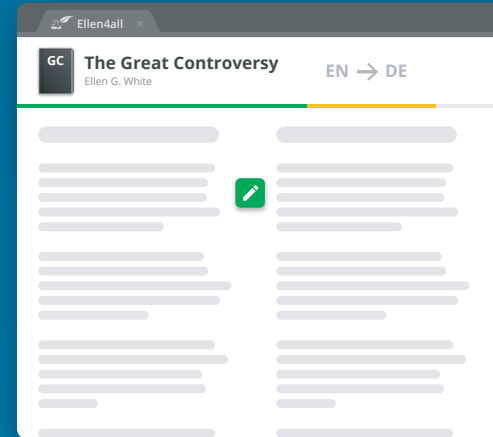 Ellen4all ×
GC
The Great Controversy
Ellen G. White
EN → DE